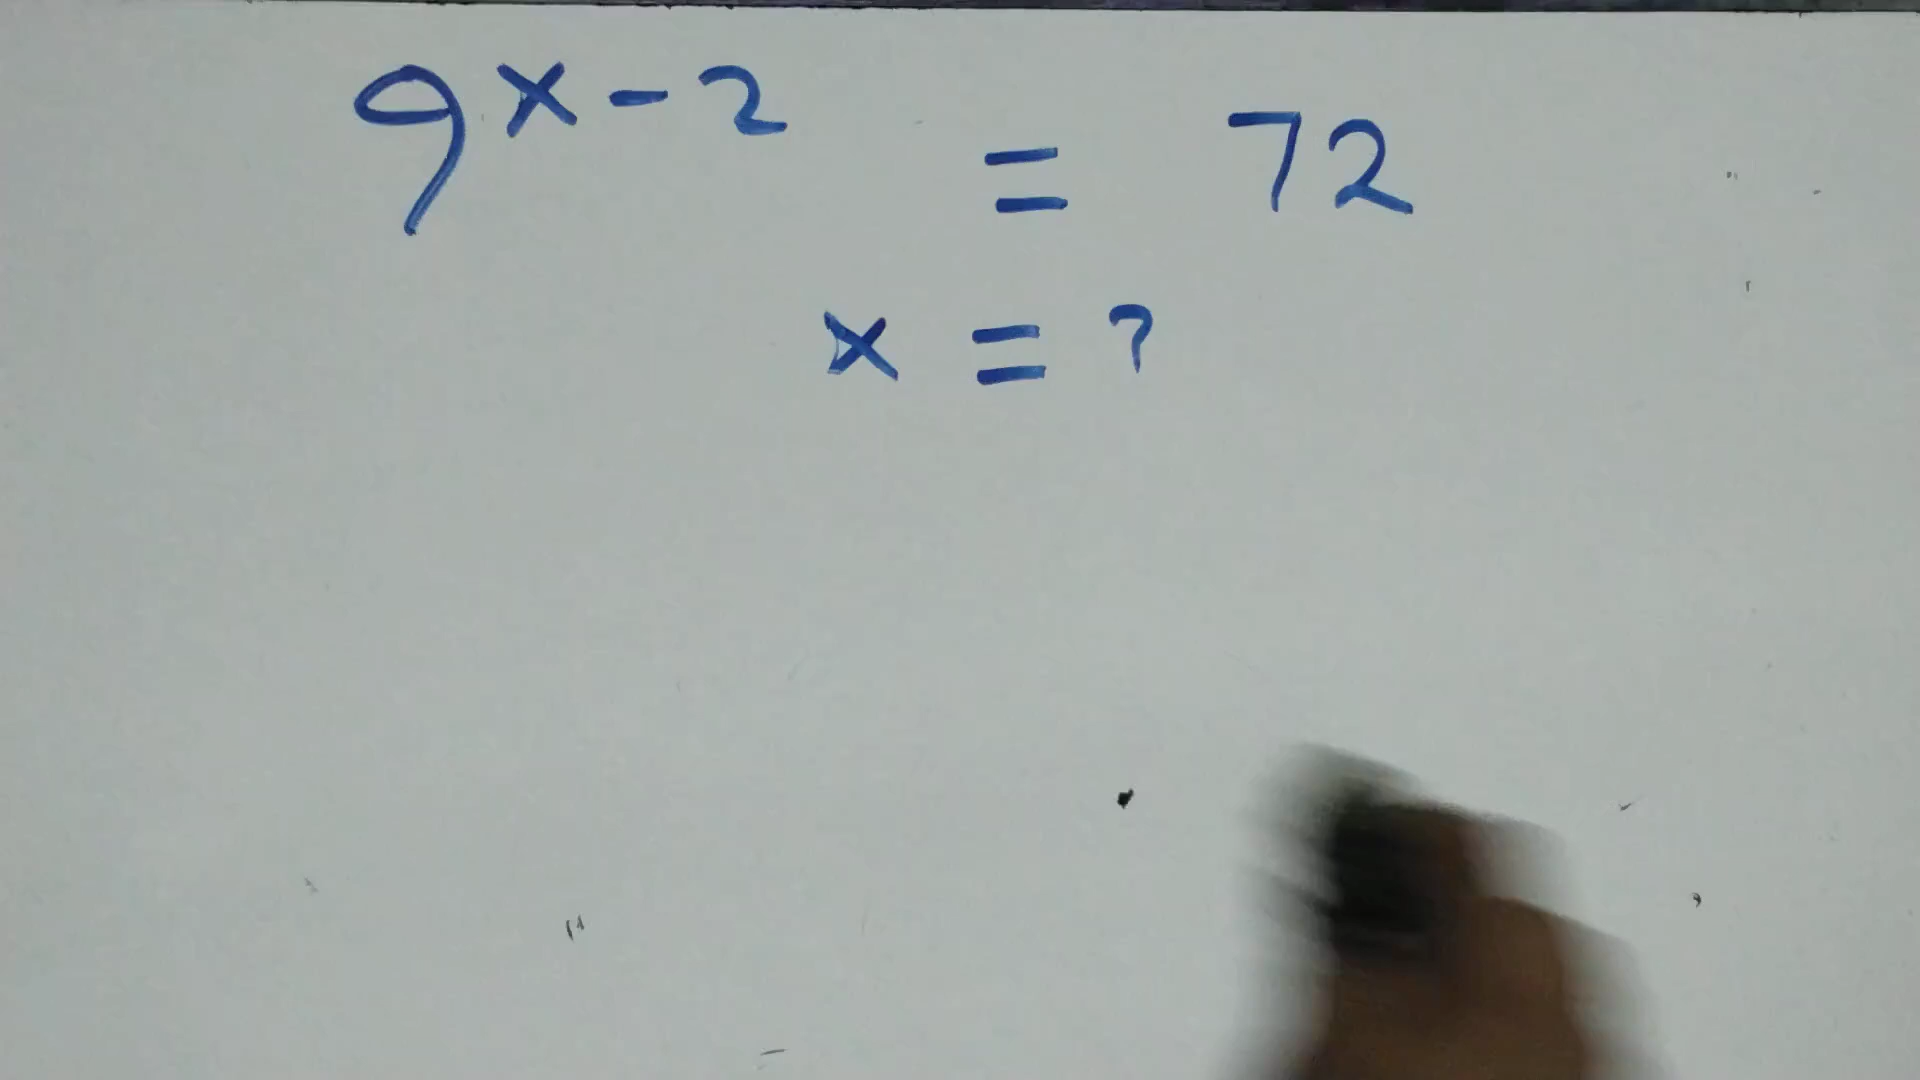 9^{x-2} = 72
x = ?